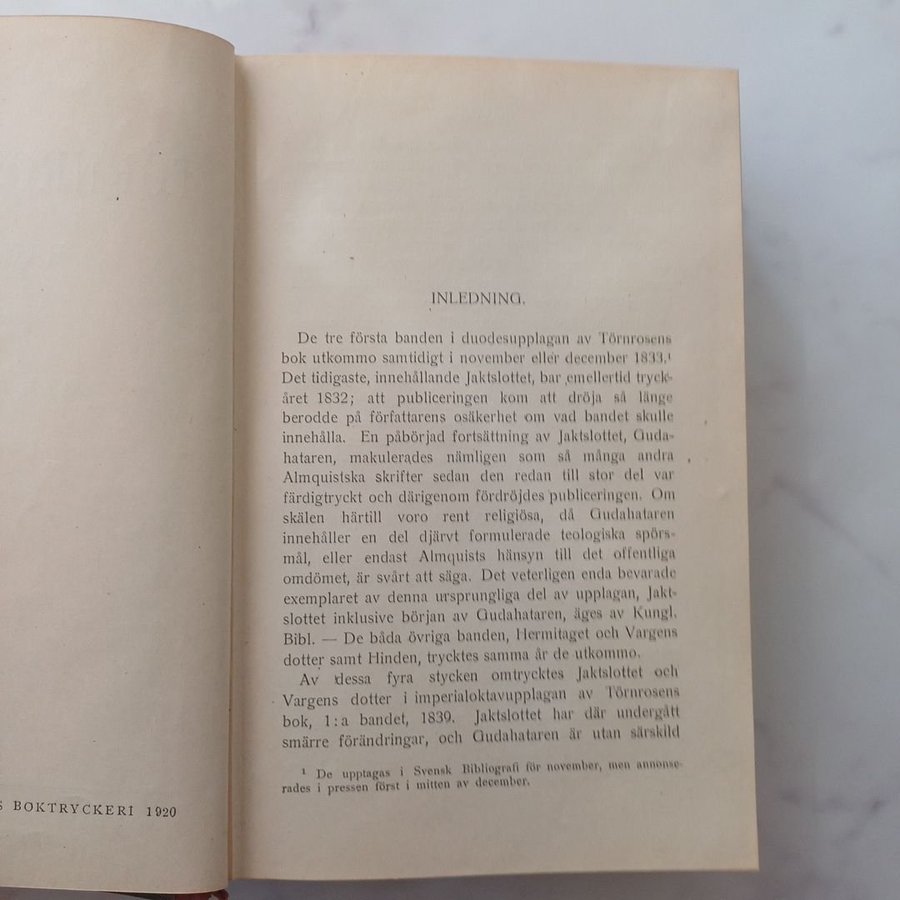 S BOKTRYCKERI 1920
INLEDNING.
De tre första banden i duodesupplagan av Törnrosens
bok utkommo samtidigt i november eller december 1833.¹
Det tidigaste, innehållande Jaktslottet, bar emellertid tryck-
året 1832; att publiceringen kom att dröja så länge
berodde på författarens osäkerhet om vad bandet skulle
innehålla. En påbörjad fortsättning av Jaktslottet, Guda-
hataren, makulerades nämligen som så många andra
Almquistska skrifter sedan den redan till stor del var
färdigtryckt och därigenom fördröjdes publiceringen. Om
skälen härtill voro rent religiösa, då Gudahataren
innehåller en del djärvt formulerade teologiska spörs-
mål, eller endast Almquists hänsyn till det offentliga
omdömet, är svårt att säga. Det veterligen enda bevarade
exemplaret av denna ursprungliga del av upplagan, Jakt-
slottet inklusive början av Gudahataren, äges av Kungl.
Bibl. — De båda övriga banden, Hermitaget och Vargens
dotter samt Hinden, trycktes samma år de utkommo.
Av dessa fyra stycken omtrycktes Jaktslottet och
Vargens dotter i imperialoktavupplagan av Törnrosens
bok, 1:a bandet, 1839. Jaktslottet har där undergått
smärre förändringar, och Gudahataren är utan särskild
¹ De upptagas i Svensk Bibliografi för november, men annonse-
rades i pressen först i mitten av december.